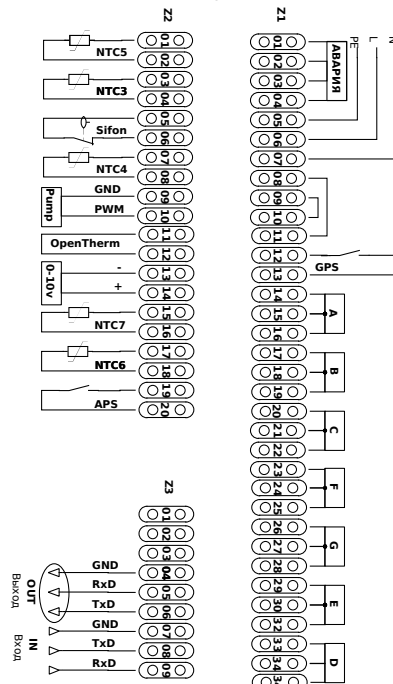 Z2
01
02
NTC5
03
04
NTC3
05
06
Sifon
07
08
NTC4
09
GND
10
PWM
Pump
11
12
OpenTherm
13
-
14
+
0-10v
15
16
NTC7
17
18
NTC6
19
20
APS
Z1
01
02
03
04
АВАРИЯ
PE
L
N
05
06
07
08
09
10
11
12
13
GPS
14
15
16
A
17
18
19
B
20
21
22
C
23
24
25
F
26
27
28
G
29
30
32
E
33
34
D
Z3
01
02
03
04
GND
05
RxD
06
TxD
07
GND
08
TxD
09
RxD
OUT
Выход
IN
Вход